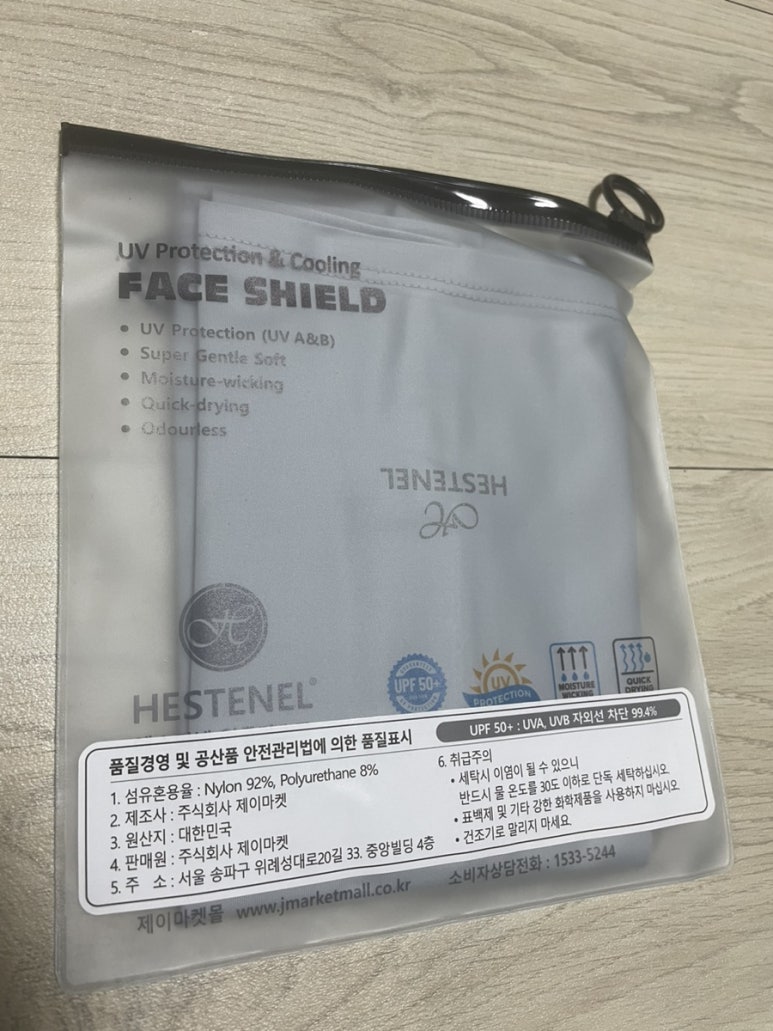 UV Protection & Cooling
FACE SHIELD
• UV Protection (UV A&B)
• Super Gentle Soft
• Moisture-wicking
• Quick-drying
• Odourless
HESTENEL
H
H
HESTENEL®
UPF 50+
UV PROTECTION
MOISTURE WICKING
QUICK DRYING
품질경영 및 공산품 안전관리법에 의한 품질표시
1. 섬유혼용율 : Nylon 92%, Polyurethane 8%
2. 제조사 : 주식회사 제이마켓
3. 원산지 : 대한민국
4. 판매원 : 주식회사 제이마켓
5. 주 소 : 서울 송파구 위례성대로20길 33. 중앙빌딩 4층
UPF 50+ : UVA, UVB 자외선 차단 99.4%
6. 취급주의
• 세탁시 이염이 될 수 있으니
반드시 물 온도를 30도 이하로 단독 세탁하십시오
• 표백제 및 기타 강한 화학제품을 사용하지 마십시오
• 건조기로 말리지 마세요.
제이마켓몰 www.jmarketmall.co.kr
소비자상담전화 : 1533-5244